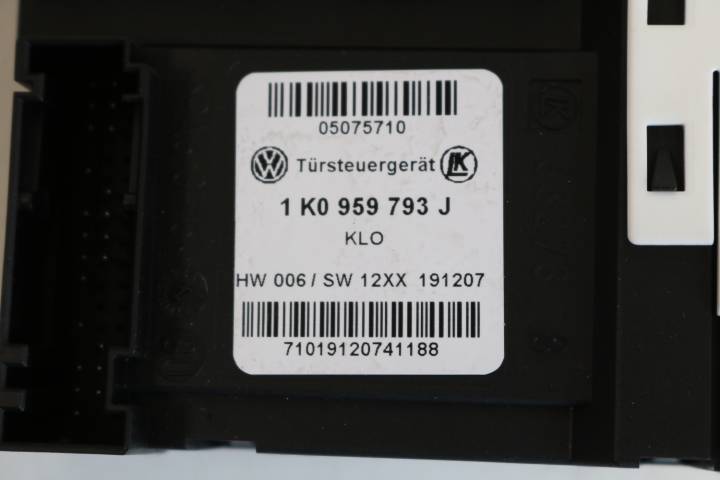 05075710
Türsteuergerät
1 K0 959 793 J
KLO
HW 006 / SW 12XX 191207
71019120741188